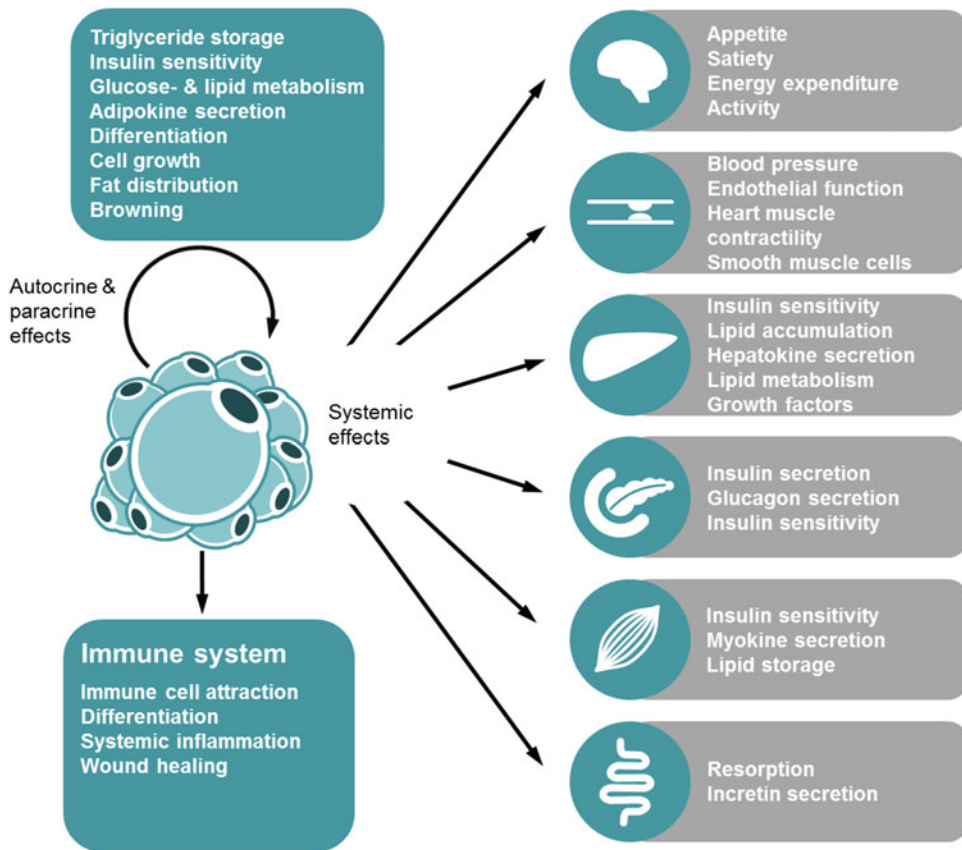 Triglyceride storage
Insulin sensitivity
Glucose- & lipid metabolism
Adipokine secretion
Differentiation
Cell growth
Fat distribution
Browning
Autocrine &
paracrine
effects
Systemic
effects
Immune system
Immune cell attraction
Differentiation
Systemic inflammation
Wound healing
Appetite
Satiety
Energy expenditure
Activity
Blood pressure
Endothelial function
Heart muscle
contractility
Smooth muscle cells
Insulin sensitivity
Lipid accumulation
Hepatokine secretion
Lipid metabolism
Growth factors
Insulin secretion
Glucagon secretion
Insulin sensitivity
Insulin sensitivity
Myokine secretion
Lipid storage
Resorption
Incretin secretion